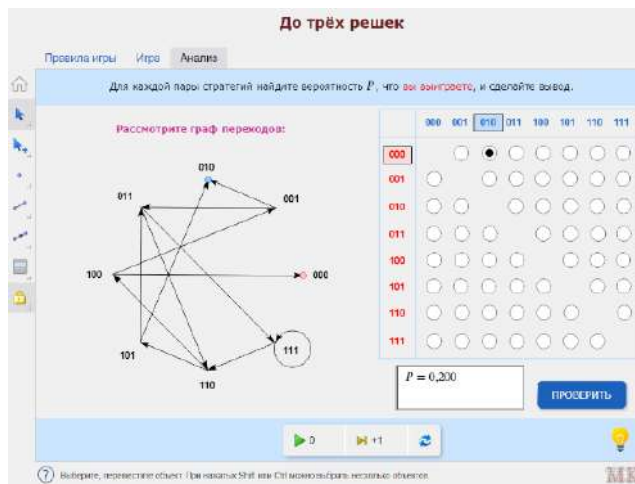 До трёх решек
Правила игры Игра Анализ
Для каждой пары стратегий найдите вероятность P, что вы выиграете, и сделайте вывод.
Рассмотрите граф переходов:
000 001 010 011 100 101 110 111
000
001
010
011
100
101
110
111
010
011
001
100
000
101
111
110
P = 0,200
ПРОВЕРИТЬ
0 +1
Выберите, переместите объект. При нажатых Shift или Ctrl можно выбрать несколько объектов